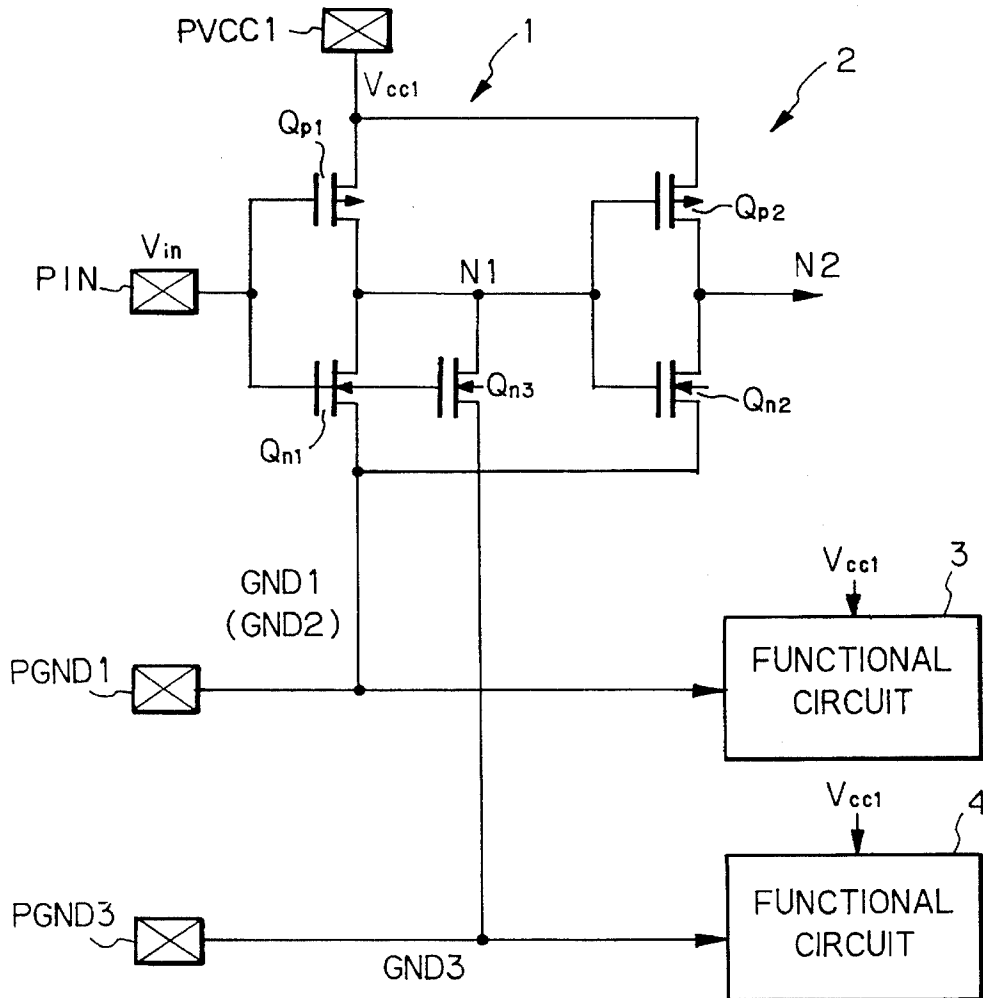 PVCC1
1
Vcc1
2
Qp1
Qp2
Vin
PIN
N1
N2
Qn3
Qn2
Qn1
Vcc1
3
GND1
(GND2)
FUNCTIONAL
CIRCUIT
PGND1
Vcc1
4
FUNCTIONAL
CIRCUIT
PGND3
GND3